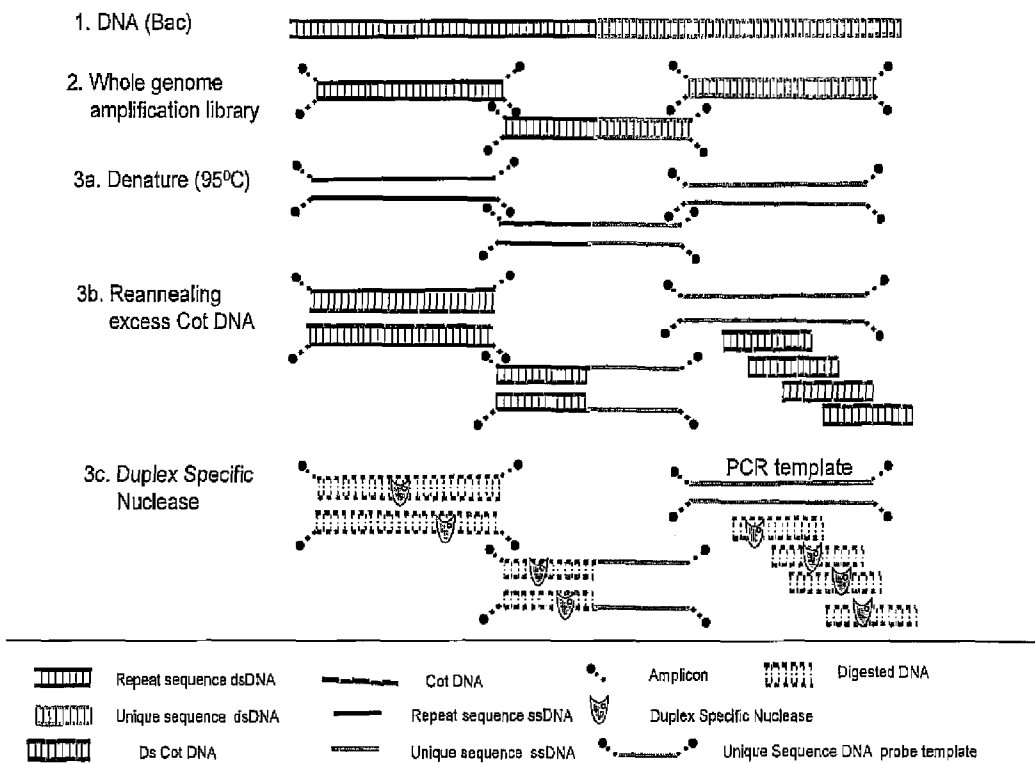 1. DNA (Bac)
2. Whole genome
amplification library
3a. Denature (95⁰C)
3b. Reannealing
excess Cot DNA
3c. Duplex Specific
Nuclease
PCR template
Repeat sequence dsDNA
Cot DNA
Amplicon
Digested DNA
Unique sequence dsDNA
Repeat sequence ssDNA
Duplex Specific Nuclease
Ds Cot DNA
Unique sequence ssDNA
Unique Sequence DNA probe template